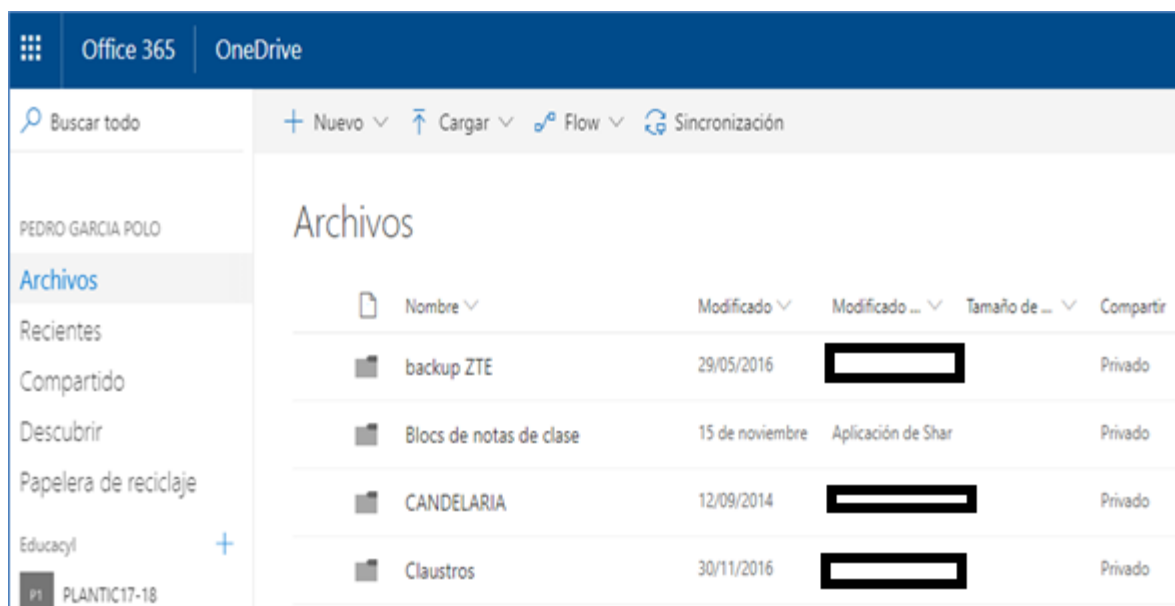 Office 365 OneDrive
Buscar todo
Nuevo Cargar Flow Sincronización
PEDRO GARCIA POLO
Archivos
Recientes
Compartido
Descubrir
Papelera de reciclaje
Educacyl
P1 PLANTIC17-18
Archivos
Nombre Modificado Modificado ... Tamaño de ... Compartir
backup ZTE 29/05/2016 Privado
Blocs de notas de clase 15 de noviembre Aplicación de Shar Privado
CANDELARIA 12/09/2014 Privado
Claustros 30/11/2016 Privado